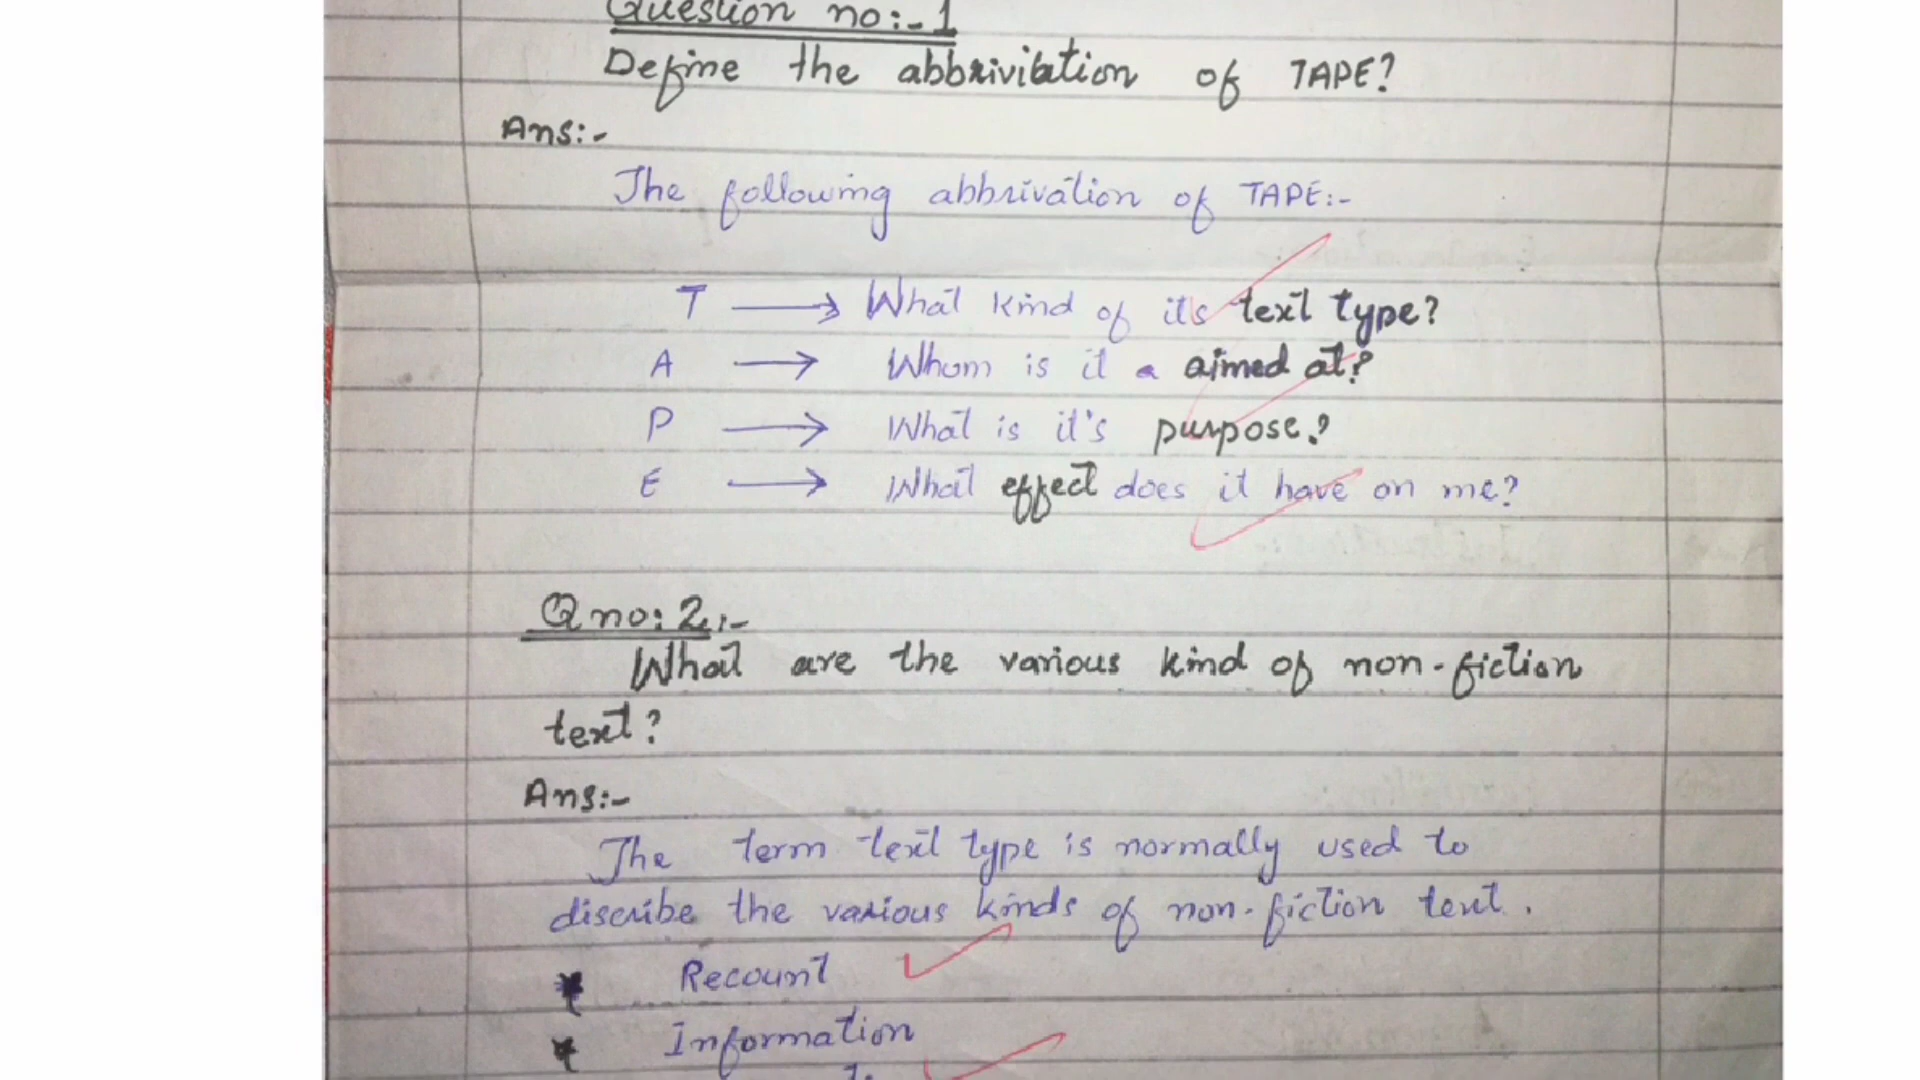 Question no:-1
Define the abbriviation of TAPE?
Ans:-
The following abbrivation of TAPE:-
T → What kind of it's text type?
A → Whom is it a aimed at?
P → What is it's purpose?
E → What effect does it have on me?
Q no: 2:-
What are the various kind of non-fiction
text?
Ans:-
The term text type is normally used to
discribe the various kinds of non-fiction text.
* Recount
* Information